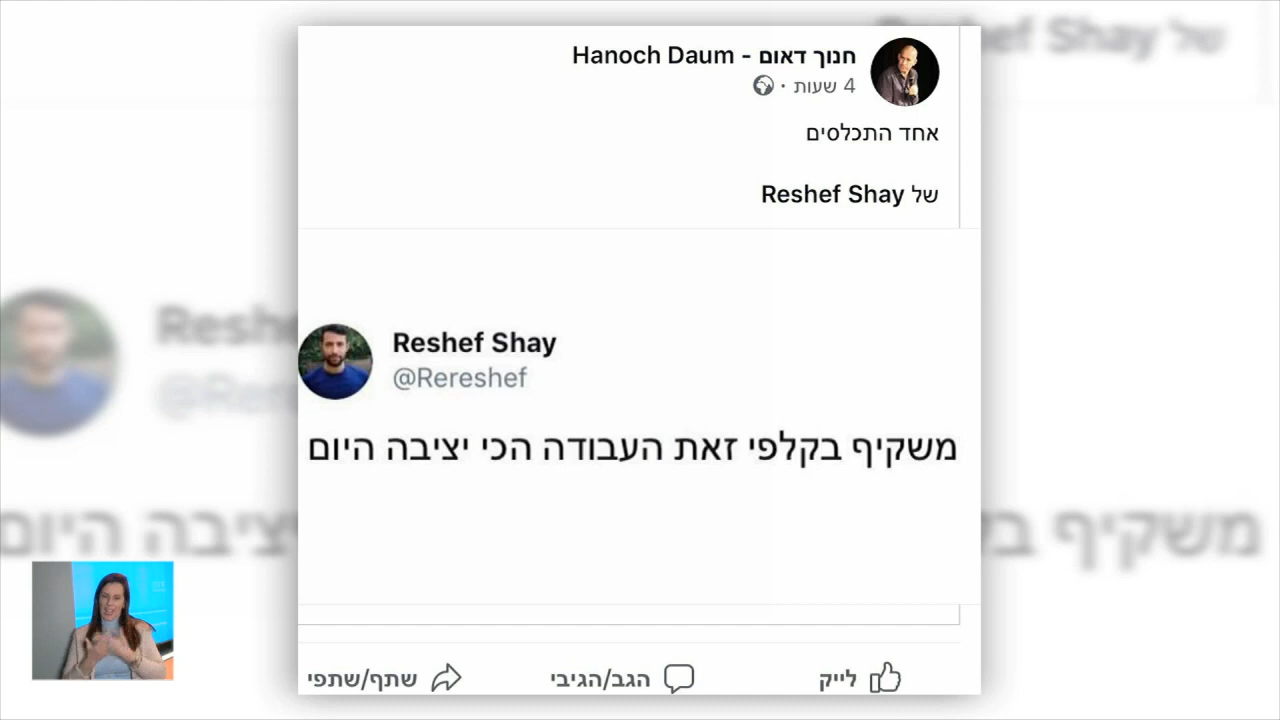 חנוך דאום - Hanoch Daum
4 שעות ·
אחד התכלסים
של Reshef Shay
Reshef Shay
@Rereshef
משקיף בקלפי זאת העבודה הכי יציבה היום
לייק
הגב/הגיבי
שתף/שתפי